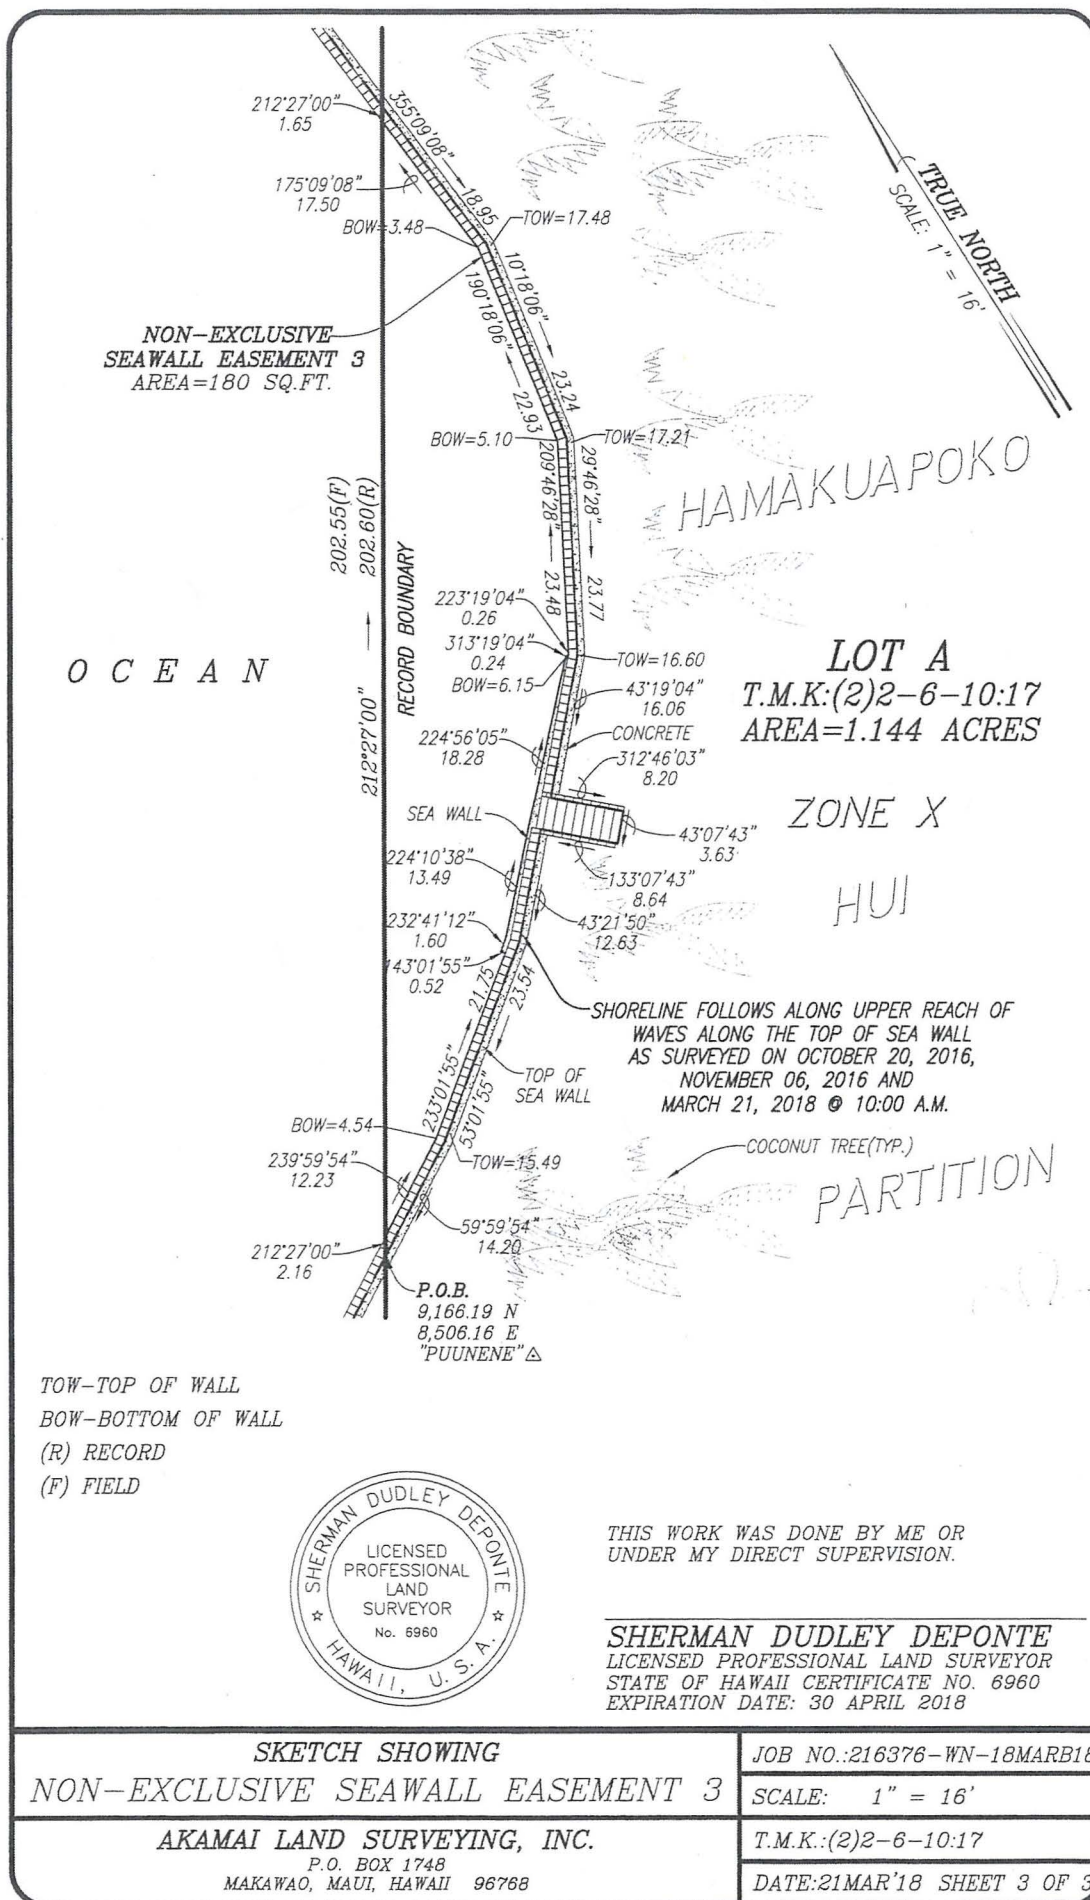 212°27'00"
1.65
355°09'08"
18.95
175°09'08"
17.50
BOW=3.48
TOW=17.48
TRUE NORTH
SCALE: 1" = 16'
10°18'06"
23.24
190°18'06"
22.93
NON-EXCLUSIVE
SEAWALL EASEMENT 3
AREA=180 SQ.FT.
BOW=5.10
TOW=17.21
HAMAKUAPOKO
209°46'28"
23.48
29°46'28"
23.77
202.55(F)
202.60(R)
212°27'00"
RECORD BOUNDARY
223°19'04"
0.26
313°19'04"
0.24
BOW=6.15
TOW=16.60
OCEAN
LOT A
T.M.K:(2)2-6-10:17
AREA=1.144 ACRES
43°19'04"
16.06
CONCRETE
224°56'05"
18.28
312°46'03"
8.20
SEA WALL
ZONE X
43°07'43"
3.63
224°10'38"
13.49
133°07'43"
8.64
HUI
232°41'12"
1.60
43°21'50"
12.63
143°01'55"
0.52
21.75
233°01'55"
23.54
53°01'55"
SHORELINE FOLLOWS ALONG UPPER REACH OF
WAVES ALONG THE TOP OF SEA WALL
AS SURVEYED ON OCTOBER 20, 2016,
NOVEMBER 06, 2016 AND
MARCH 21, 2018 @ 10:00 A.M.
TOP OF
SEA WALL
BOW=4.54
TOW=15.49
COCONUT TREE(TYP.)
239°59'54"
12.23
PARTITION
59°59'54"
14.20
212°27'00"
2.16
P.O.B.
9,166.19 N
8,506.16 E
"PUUNENE"
TOW-TOP OF WALL
BOW-BOTTOM OF WALL
(R) RECORD
(F) FIELD
SHERMAN DUDLEY DEPONTE
LICENSED
PROFESSIONAL
LAND
SURVEYOR
No. 6960
HAWAII, U.S.A.
THIS WORK WAS DONE BY ME OR
UNDER MY DIRECT SUPERVISION.
SHERMAN DUDLEY DEPONTE
LICENSED PROFESSIONAL LAND SURVEYOR
STATE OF HAWAII CERTIFICATE NO. 6960
EXPIRATION DATE: 30 APRIL 2018
SKETCH SHOWING
NON-EXCLUSIVE SEAWALL EASEMENT 3
AKAMAI LAND SURVEYING, INC.
P.O. BOX 1748
MAKAWAO, MAUI, HAWAII 96768
JOB NO.:216376-WN-18MARB18
SCALE: 1" = 16'
T.M.K.:(2)2-6-10:17
DATE:21MAR'18 SHEET 3 OF 3